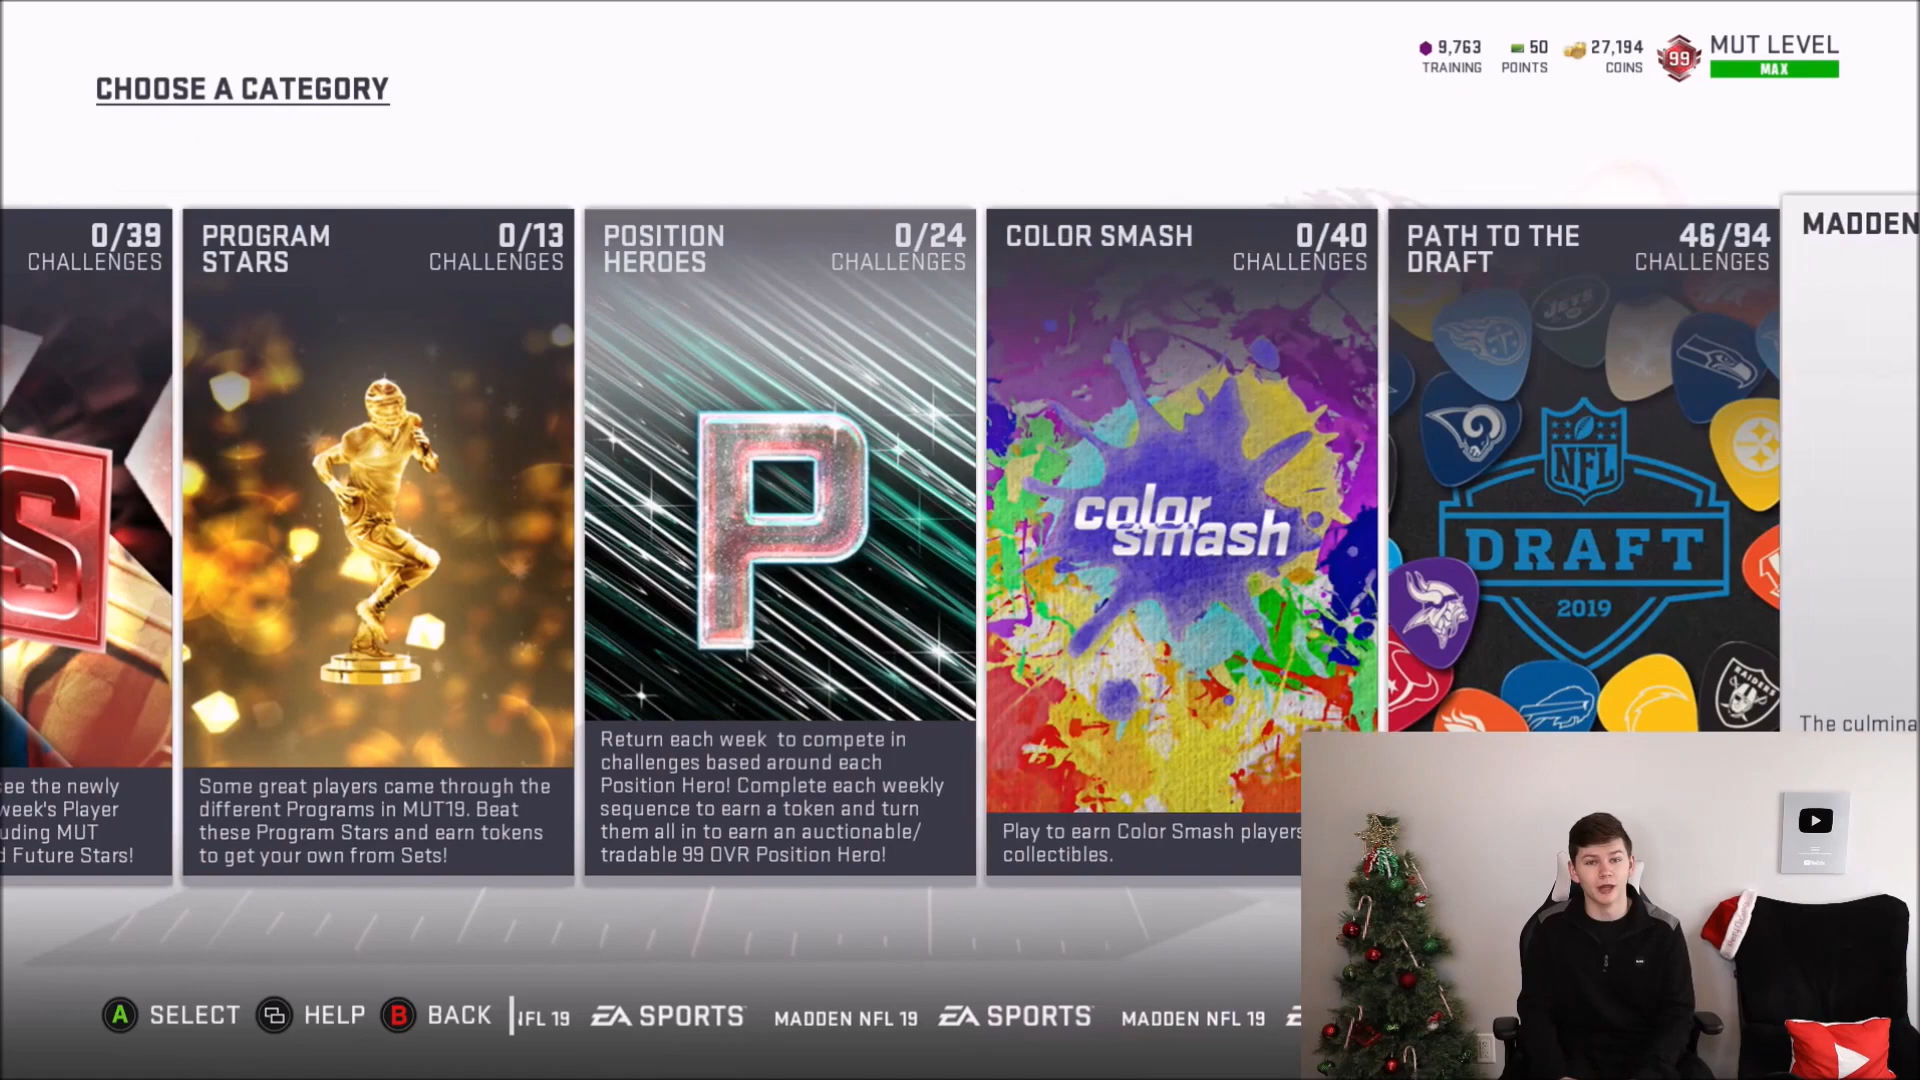 CHOOSE A CATEGORY
9,763
TRAINING
50
POINTS
27,194
COINS
99
MUT LEVEL
MAX
0/39
CHALLENGES
S
see the newly
week's Player
uding MUT
d Future Stars!
PROGRAM
STARS
0/13
CHALLENGES
Some great players came through the
different Programs in MUT19. Beat
these Program Stars and earn tokens
to get your own from Sets!
POSITION
HEROES
0/24
CHALLENGES
P
Return each week to compete in
challenges based around each
Position Hero! Complete each weekly
sequence to earn a token and turn
them all in to earn an auctionable/
tradable 99 OVR Position Hero!
COLOR SMASH
0/40
CHALLENGES
color
smash
Play to earn Color Smash players
collectibles.
PATH TO THE
DRAFT
46/94
CHALLENGES
JETS
NFL
DRAFT
2019
RAIDERS
MADDEN
The culmina
A SELECT
HELP
B BACK
NFL 19
EA SPORTS
MADDEN NFL 19
EA SPORTS
MADDEN NFL 19